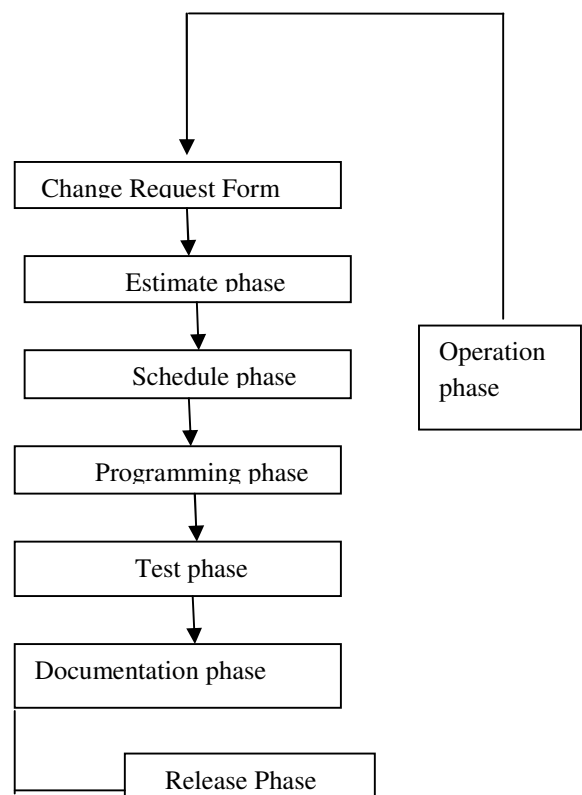 Change Request Form
Estimate phase
Schedule phase
Programming phase
Test phase
Documentation phase
Release Phase
Operation
phase